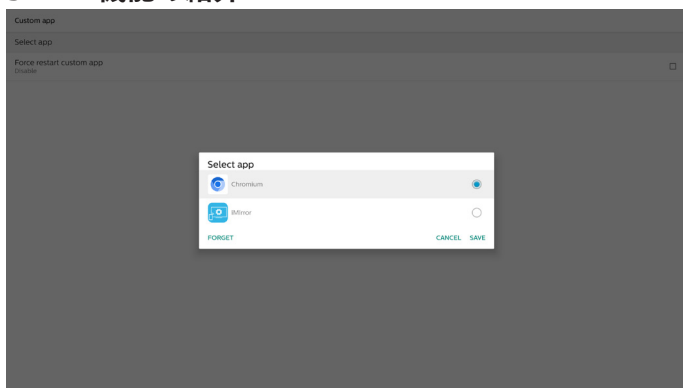 Custom app
Select app
Force restart custom app
Disable
Select app
Chromium
iMirror
FORGET
CANCEL SAVE